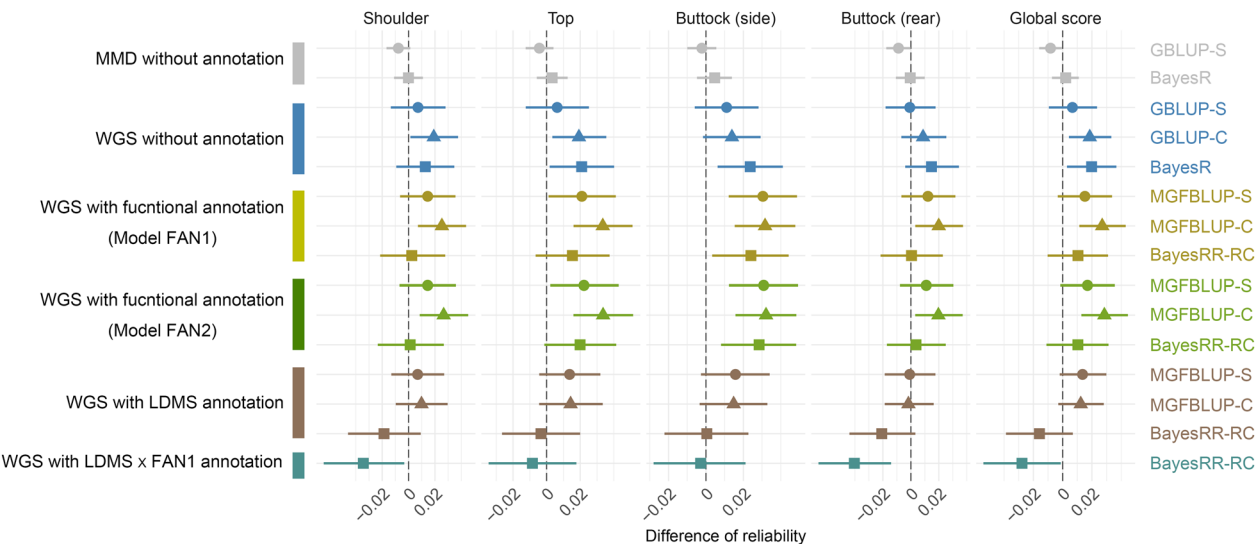 Shoulder Top Buttock (side) Buttock (rear) Global score
MMD without annotation
GBLUP-S
BayesR
WGS without annotation
GBLUP-S
GBLUP-C
BayesR
WGS with fucntional annotation
(Model FAN1)
MGFBLUP-S
MGFBLUP-C
BayesRR-RC
WGS with fucntional annotation
(Model FAN2)
MGFBLUP-S
MGFBLUP-C
BayesRR-RC
WGS with LDMS annotation
MGFBLUP-S
MGFBLUP-C
BayesRR-RC
WGS with LDMS x FAN1 annotation
BayesRR-RC
−0.02 0 0.02 −0.02 0 0.02 −0.02 0 0.02 −0.02 0 0.02 −0.02 0 0.02
Difference of reliability